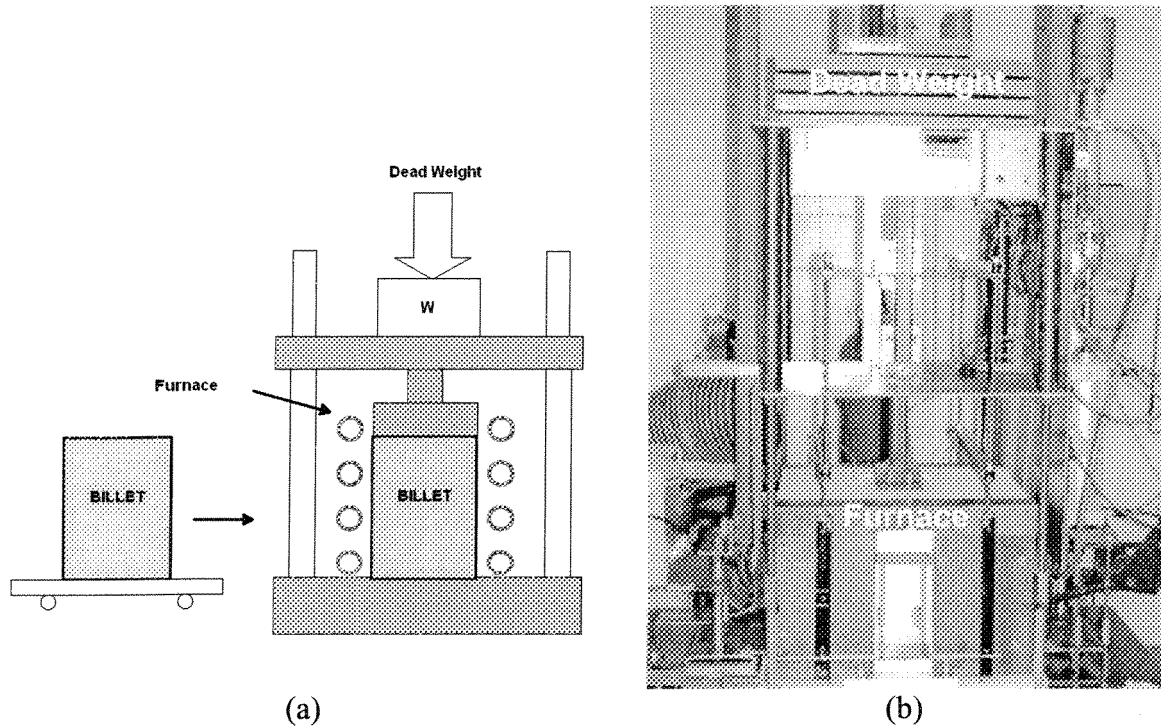 Dead Weight
W
Furnace
BILLET
BILLET
(a)
Dead Weight
Furnace
(b)